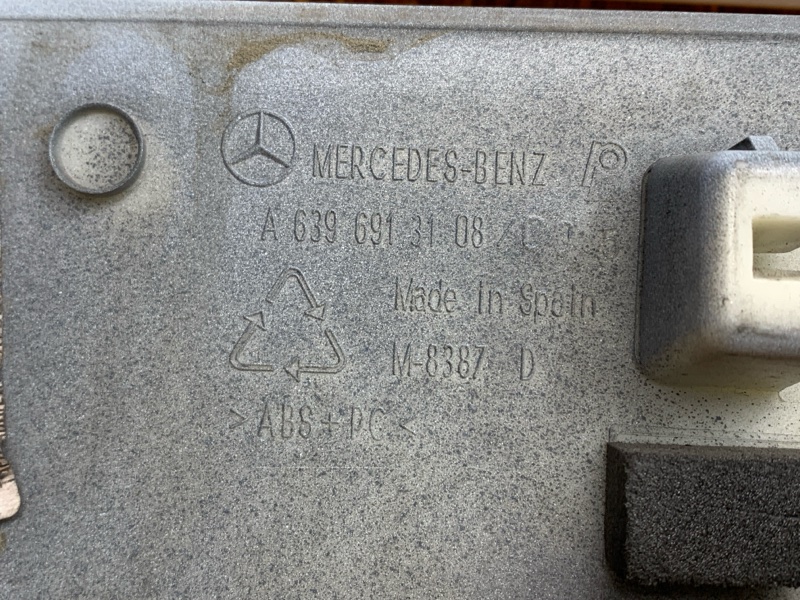 MERCEDES-BENZ
A 639 691 31 08
Made in Spain
M-8387 D
>ABS+PC<